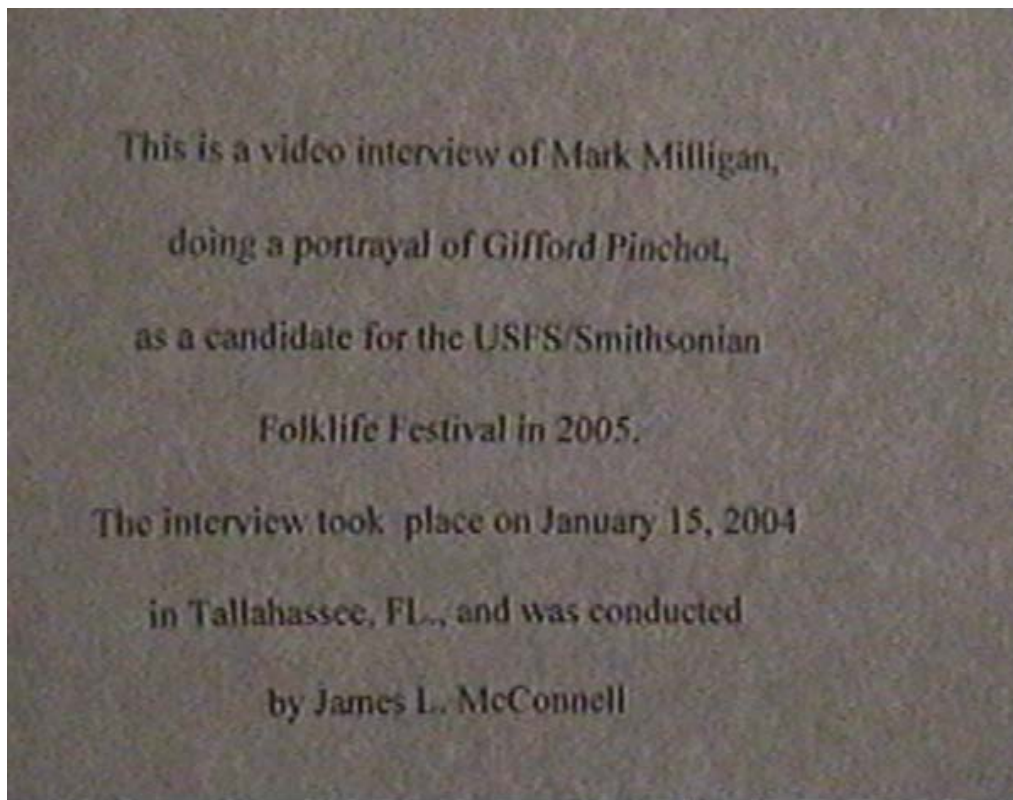 This is a video interview of Mark Milligan,
doing a portrayal of Gifford Pinchot,
as a candidate for the USFS/Smithsonian
Folklife Festival in 2005.
The interview took place on January 15, 2004
in Tallahassee, FL., and was conducted
by James L. McConnell